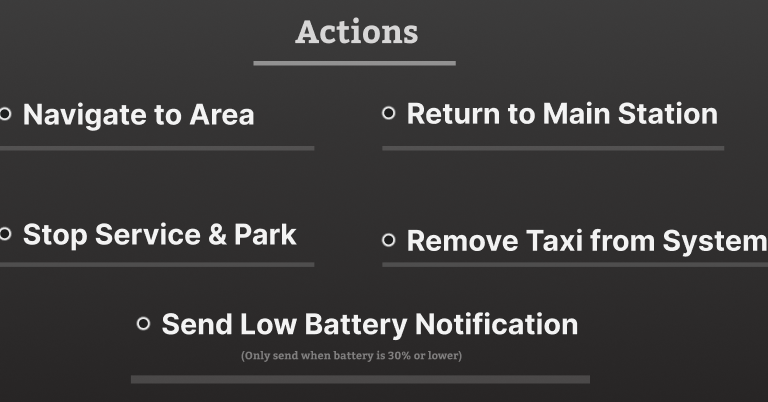 Actions
Navigate to Area
Return to Main Station
Stop Service & Park
Remove Taxi from System
Send Low Battery Notification
(Only send when battery is 30% or lower)